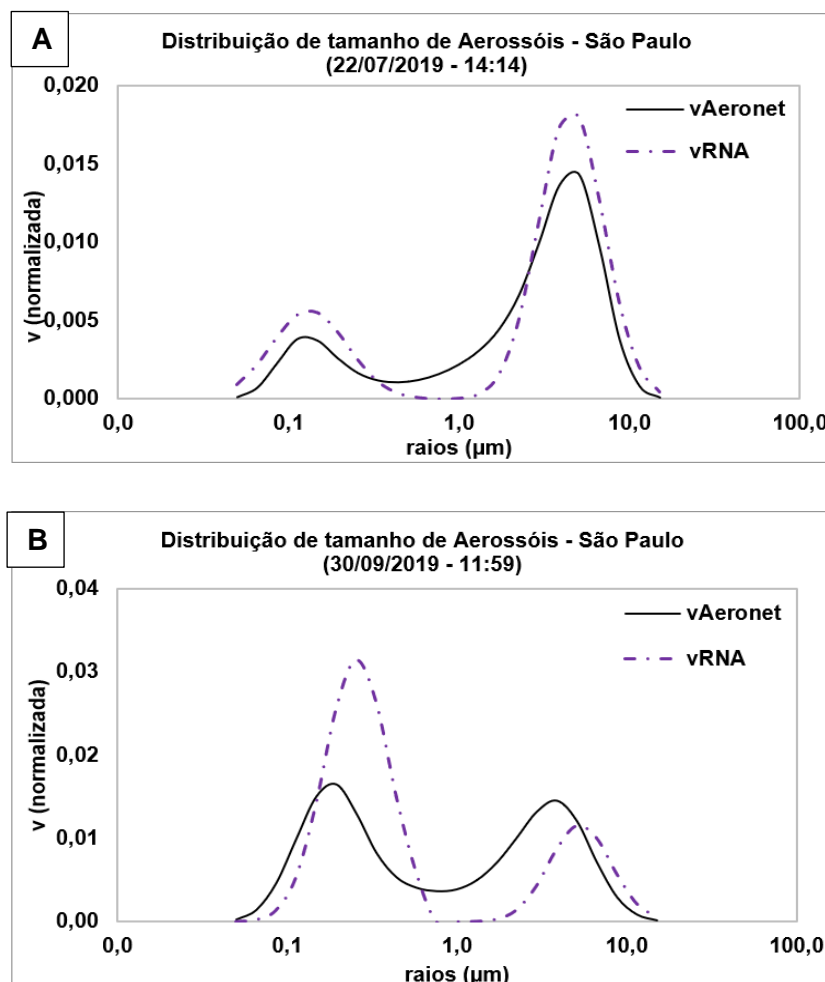 A
Distribuição de tamanho de Aerossóis - São Paulo
(22/07/2019 - 14:14)
0,020
0,015
0,010
0,005
0,000
v (normalizada)
vAeronet
vRNA
0,0
0,1
1,0
10,0
100,0
raios (µm)
B
Distribuição de tamanho de Aerossóis - São Paulo
(30/09/2019 - 11:59)
0,04
0,03
0,02
0,01
0,00
v (normalizada)
vAeronet
vRNA
0,0
0,1
1,0
10,0
100,0
raios (µm)